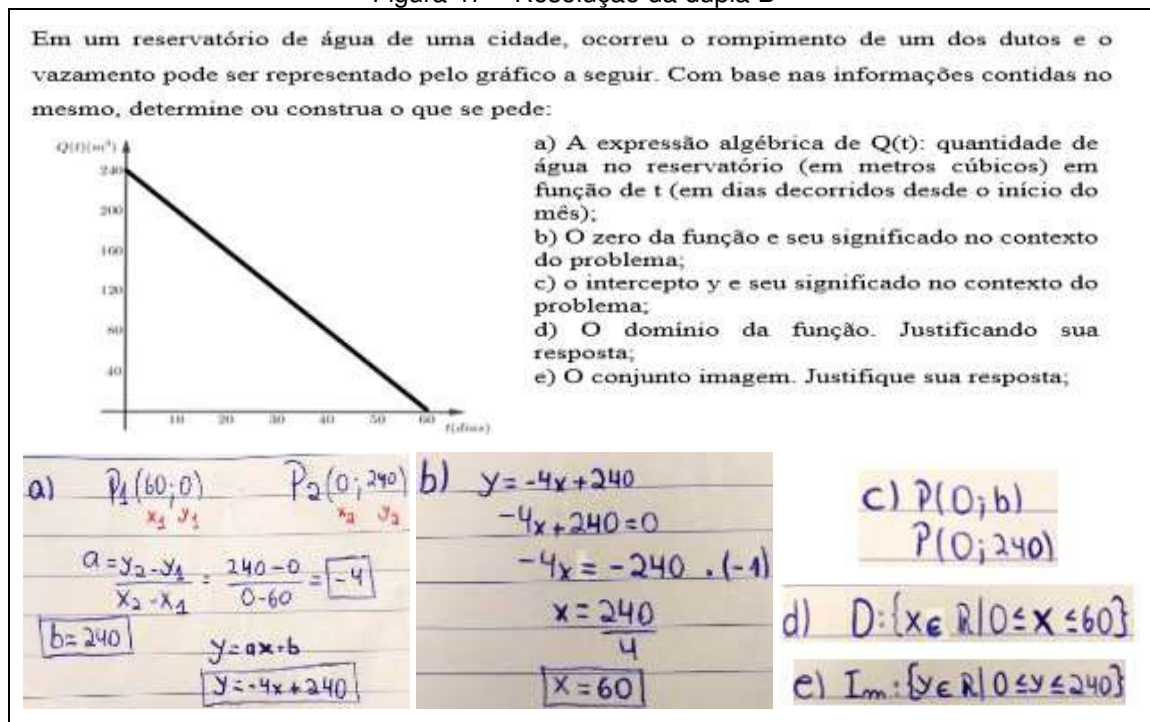 Figura 47 – Resolução da dupla B
Em um reservatório de água de uma cidade, ocorreu o rompimento de um dos dutos e o
vazamento pode ser representado pelo gráfico a seguir. Com base nas informações contidas no
mesmo, determine ou construa o que se pede:
Q(t)(m³)
240
200
160
120
80
40
10 20 30 40 50 60
t(dias)
a) A expressão algébrica de Q(t): quantidade de
água no reservatório (em metros cúbicos) em
função de t (em dias decorridos desde o início do
mês);
b) O zero da função e seu significado no contexto
do problema;
c) o intercepto y e seu significado no contexto do
problema;
d) O domínio da função. Justificando sua
resposta;
e) O conjunto imagem. Justifique sua resposta;
a) P₁(60;0) P₂(0;240)
x₁ y₁ x₂ y₂
a = y₂-y₁/x₂-x₁ = 240-0/0-60 = -4
b=240
y=ax+b
y=-4x+240
b) y=-4x+240
-4x+240=0
-4x=-240 .(-1)
x=240/4
x=60
c) P(0;b)
P(0;240)
d) D:{x∈R|0≤x≤60}
e) Im:{y∈R|0≤y≤240}